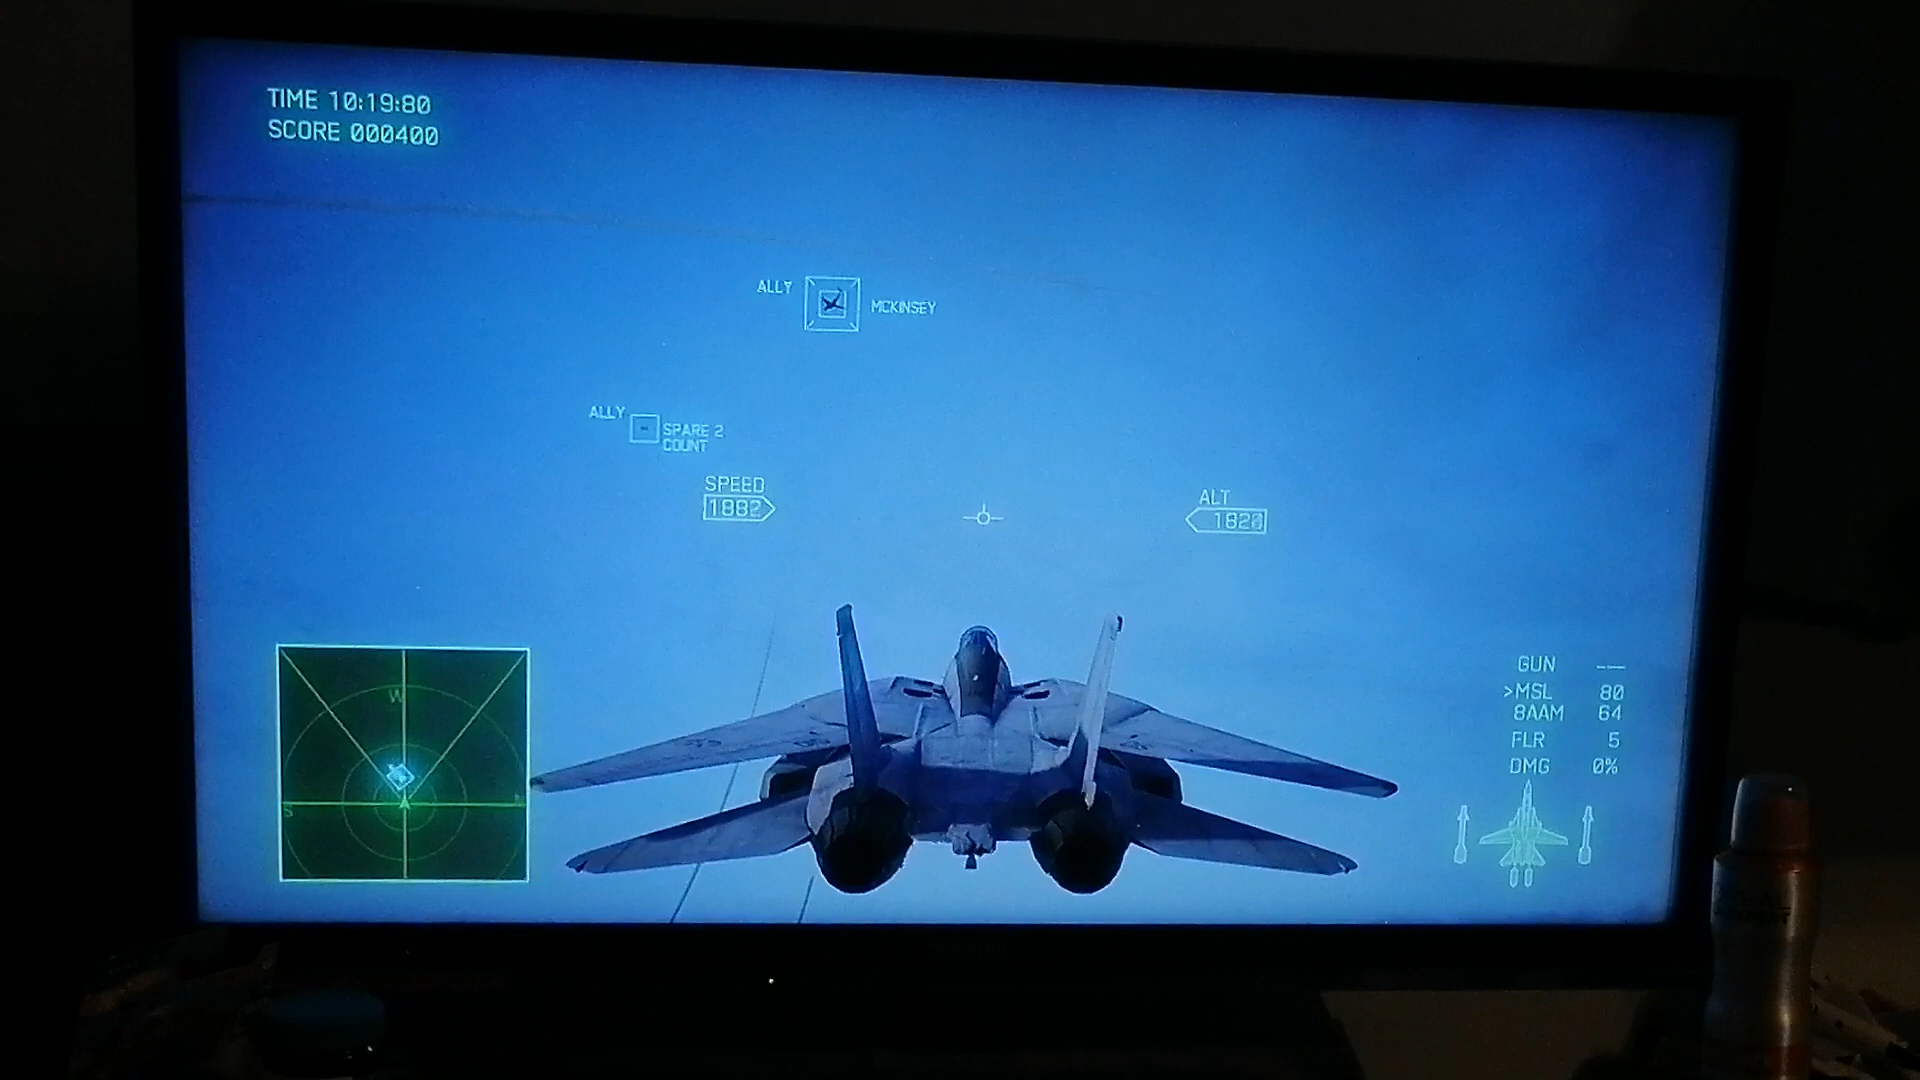 TIME 10:19:80
SCORE 000400
ALLY
MCKINSEY
ALLY
SPARE 2
COUNT
SPEED
1882
ALT
W
S
GUN
>MSL 80
8AAM 64
FLR 5
DMG 0%